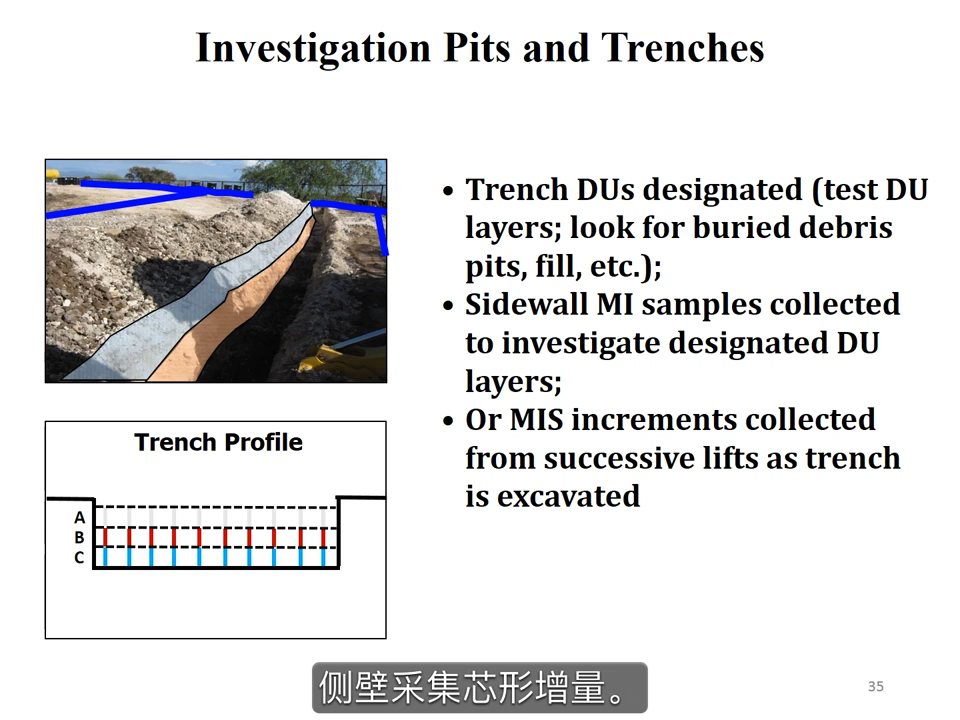 Investigation Pits and Trenches
• Trench DUs designated (test DU
layers; look for buried debris
pits, fill, etc.);
• Sidewall MI samples collected
to investigate designated DU
layers;
• Or MIS increments collected
from successive lifts as trench
is excavated
Trench Profile
A
B
C
侧壁采集芯形增量。
35